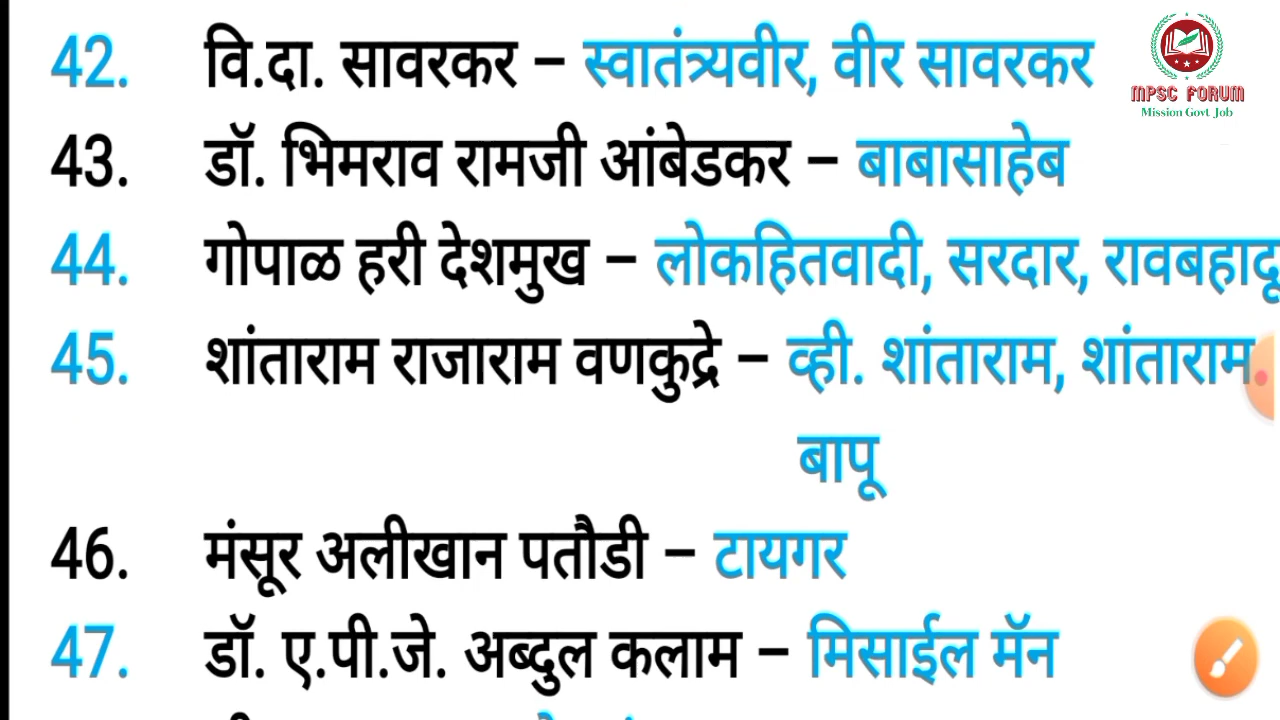 42. वि.दा. सावरकर – स्वातंत्र्यवीर, वीर सावरकर
MPSC FORUM
Mission Govt Job
43. डॉ. भिमराव रामजी आंबेडकर – बाबासाहेब
44. गोपाळ हरी देशमुख – लोकहितवादी, सरदार, रावबहादू
45. शांताराम राजाराम वणकुद्रे – व्ही. शांताराम, शांताराम
बापू
46. मंसूर अलीखान पतौडी – टायगर
47. डॉ. ए.पी.जे. अब्दुल कलाम – मिसाईल मॅन